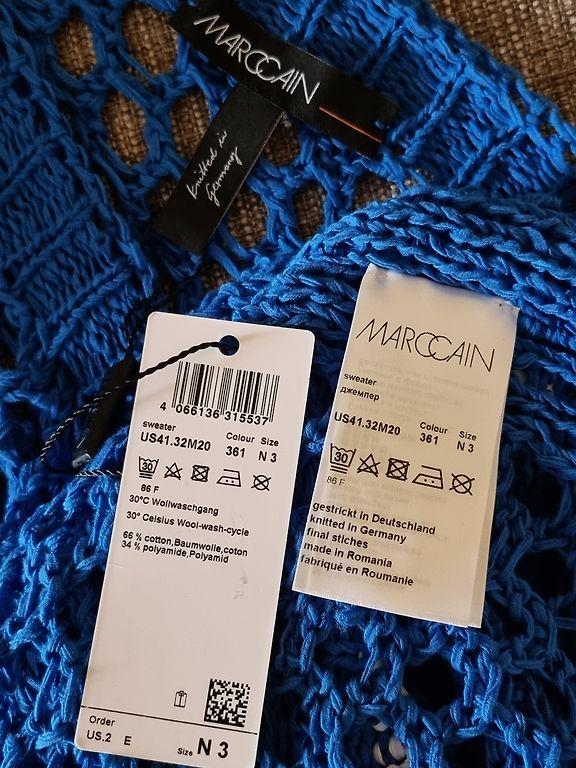 MARCCAIN
Knitted in
Germany
4 066136 315537
sweater Colour Size
US41.32M20 361 N 3
30
86 F
30°C Wollwaschgang
30° Celsius Wool-wash-cycle
66 % cotton,Baumwolle,coton
34 % polyamide,Polyamid
Order
US.2 E Size N 3
MARCCAIN
sweater
джемпер
Colour Size
US41.32M20 361 N 3
30
86 F
gestrickt in Deutschland
knitted in Germany
final stiches
made in Romania
fabriqué en Roumanie